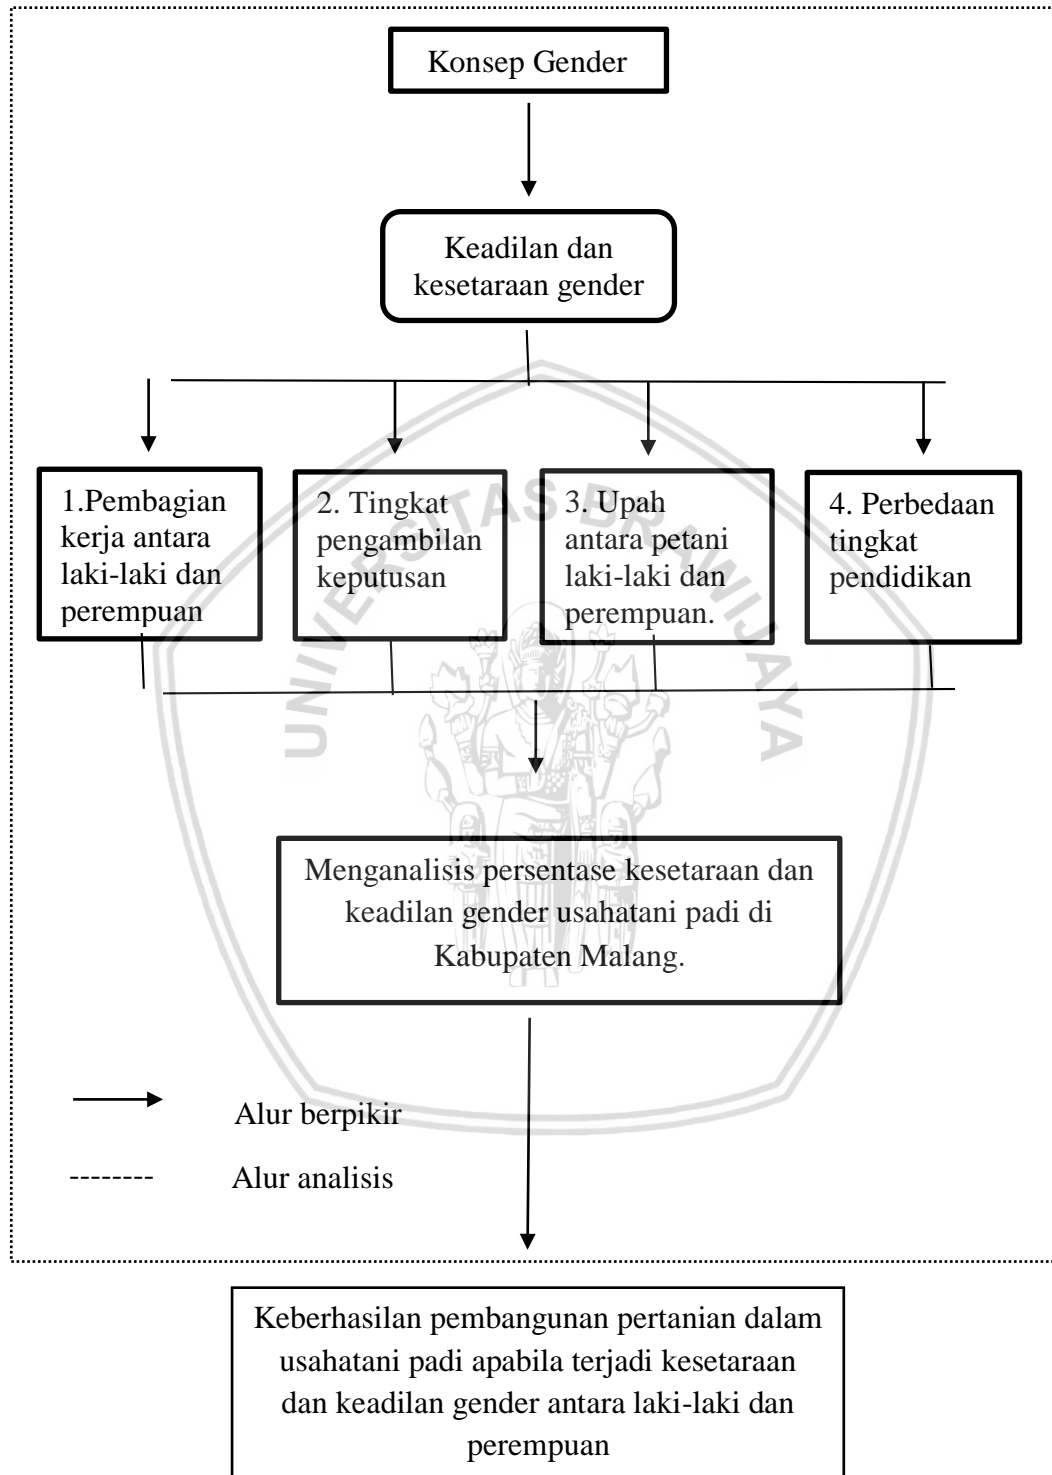 Konsep Gender
Keadilan dan
kesetaraan gender
1.Pembagian
kerja antara
laki-laki dan
perempuan
2. Tingkat
pengambilan
keputusan
3. Upah
antara petani
laki-laki dan
perempuan.
4. Perbedaan
tingkat
pendidikan
UNIVERSITAS BRAWIJAYA
Menganalisis persentase kesetaraan dan
keadilan gender usahatani padi di
Kabupaten Malang.
Alur berpikir
Alur analisis
Keberhasilan pembangunan pertanian dalam
usahatani padi apabila terjadi kesetaraan
dan keadilan gender antara laki-laki dan
perempuan